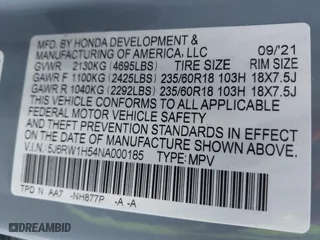 MFD. BY HONDA DEVELOPMENT &
MANUFACTURING OF AMERICA, LLC 09/21
GVWR 2130KG (4695LBS) TIRE SIZE RIM SIZE
GAWR F 1100KG (2425LBS) 235/60R18 103H 18X7.5J
GAWR R 1040KG (2292LBS) 235/60R18 103H 18X7.5J
THIS VEHICLE CONFORMS TO ALL APPLICABLE
FEDERAL MOTOR VEHICLE SAFETY AND
THEFT PREVENTION STANDARDS IN EFFECT ON
THE DATE OF MANUFACTURE SHOWN ABOVE.
V.I.N. 5J6RW1H54NA000185 TYPE: MPV
TPD N AA7 -NH877P -A -A
DREAMBID